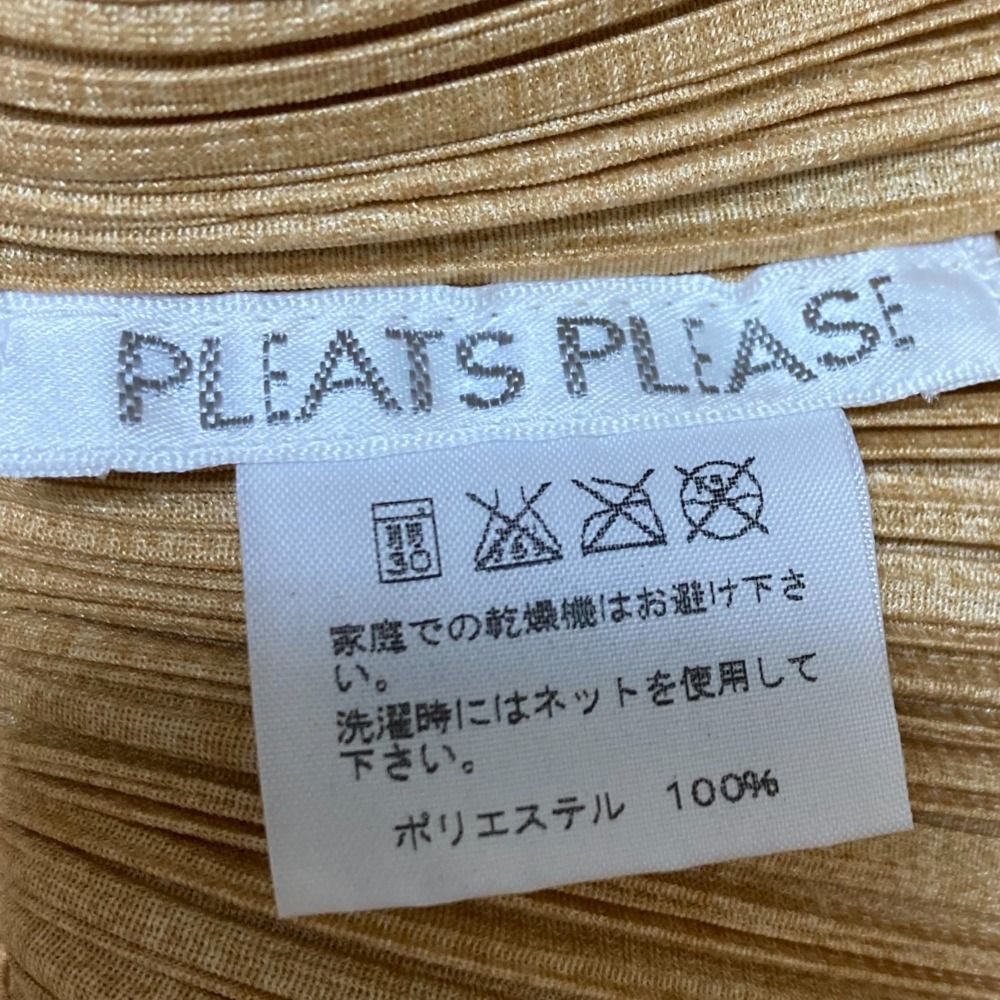 PLEATS PLEASE
30
家庭での乾燥機はお避け下さ
い。
洗濯時にはネットを使用して
下さい。
ポリエステル 100%